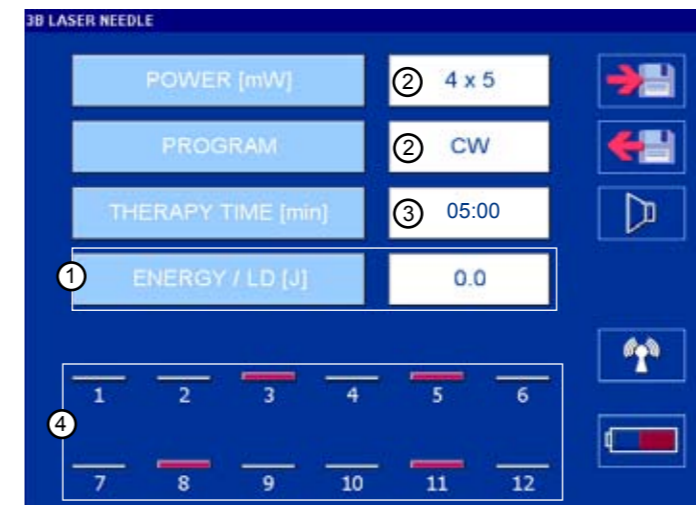 3B LASER NEEDLE
POWER [mW] ② 4 x 5
PROGRAM ② CW
THERAPY TIME [min] ③ 05:00
① ENERGY / LD [J] 0.0
1 2 3 4 5 6
④
7 8 9 10 11 12